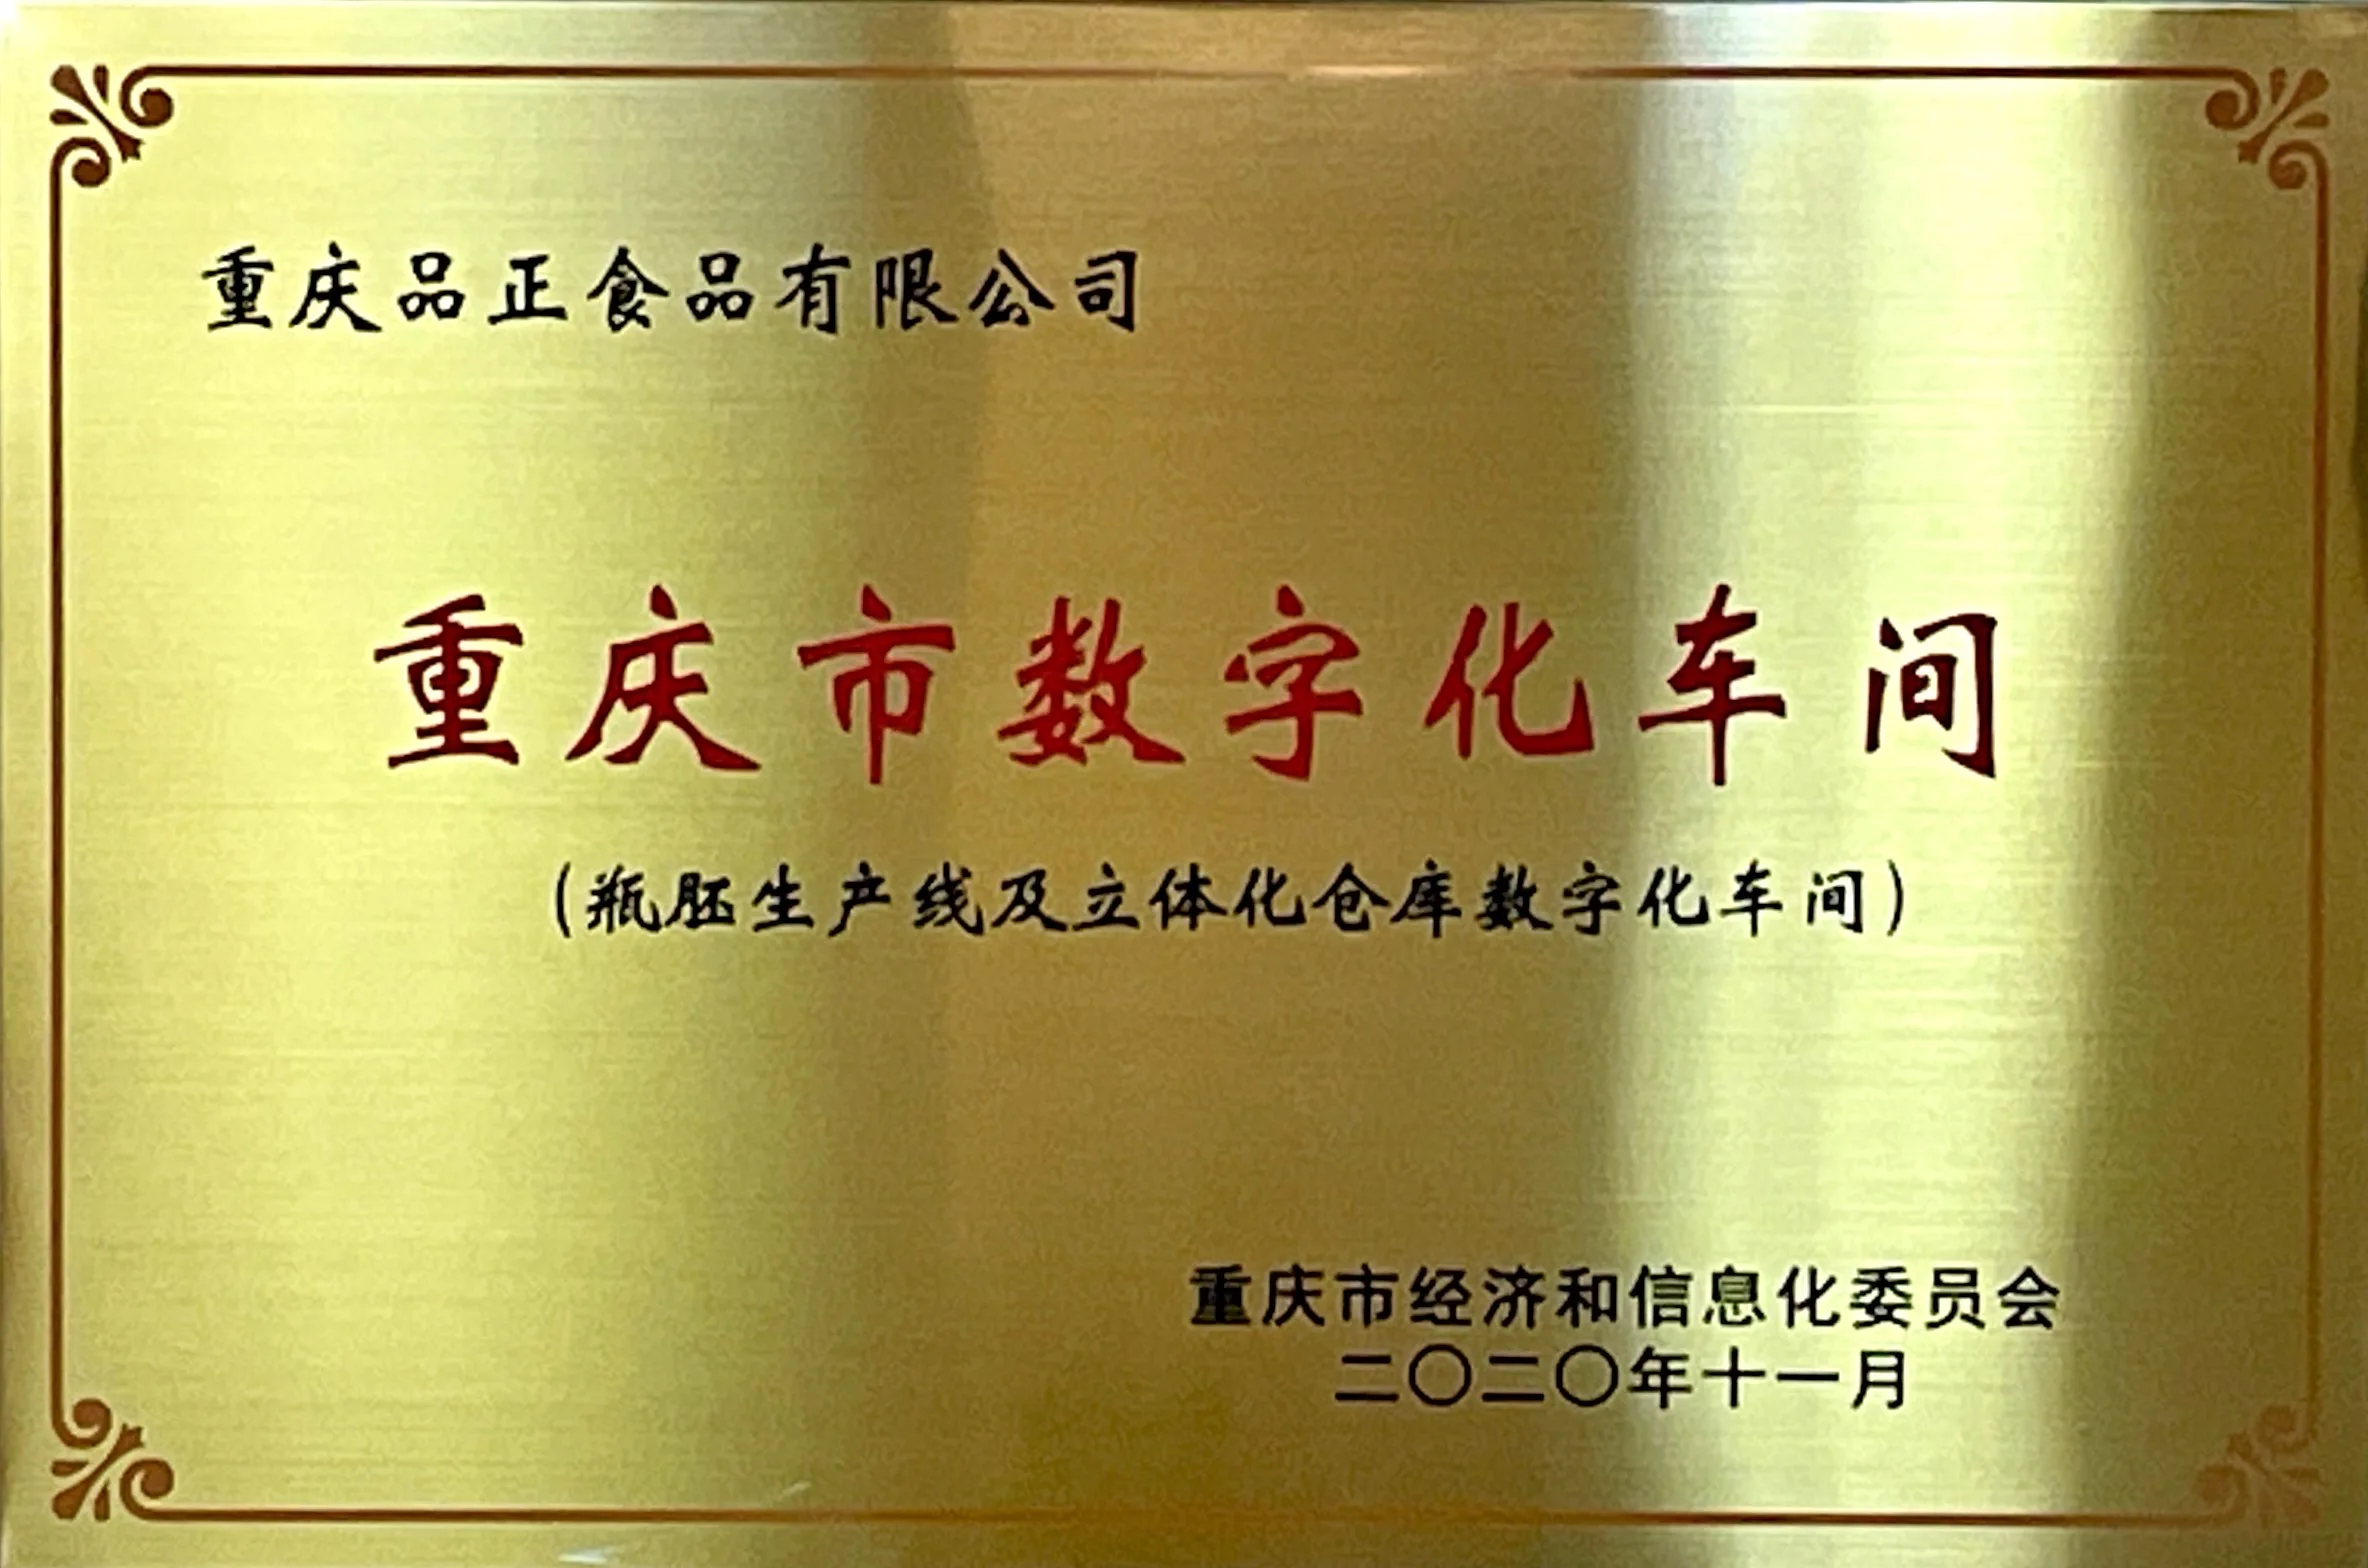 重庆品正食品有限公司
重庆市数字化车间
(瓶胚生产线及立体化仓库数字化车间)
重庆市经济和信息化委员会
二〇二〇年十一月